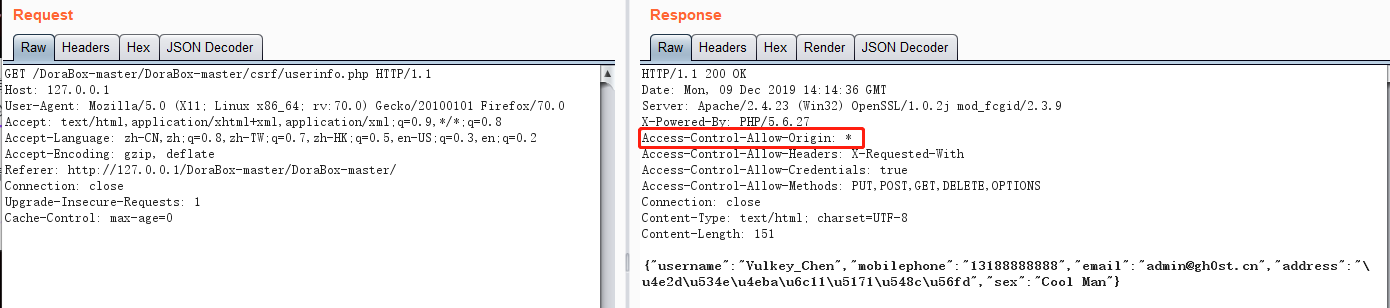 Request
Raw Headers Hex JSON Decoder
GET /DoraBox-master/DoraBox-master/csrf/userinfo.php HTTP/1.1
Host: 127.0.0.1
User-Agent: Mozilla/5.0 (X11; Linux x86_64; rv:70.0) Gecko/20100101 Firefox/70.0
Accept: text/html,application/xhtml+xml,application/xml;q=0.9,*/*;q=0.8
Accept-Language: zh-CN,zh;q=0.8,zh-TW;q=0.7,zh-HK;q=0.5,en-US;q=0.3,en;q=0.2
Accept-Encoding: gzip, deflate
Referer: http://127.0.0.1/DoraBox-master/DoraBox-master/
Connection: close
Upgrade-Insecure-Requests: 1
Cache-Control: max-age=0
Response
Raw Headers Hex Render JSON Decoder
HTTP/1.1 200 OK
Date: Mon, 09 Dec 2019 14:14:36 GMT
Server: Apache/2.4.23 (Win32) OpenSSL/1.0.2j mod_fcgid/2.3.9
X-Powered-By: PHP/5.6.27
Access-Control-Allow-Origin: *
Access-Control-Allow-Headers: X-Requested-With
Access-Control-Allow-Credentials: true
Access-Control-Allow-Methods: PUT,POST,GET,DELETE,OPTIONS
Connection: close
Content-Type: text/html; charset=UTF-8
Content-Length: 151
{"username":"Vulkey_Chen","mobilephone":"13188888888","email":"admin@gh0st.cn","address":"\
u4e2d\u534e\u4eba\u6c11\u5171\u548c\u56fd","sex":"Cool Man"}